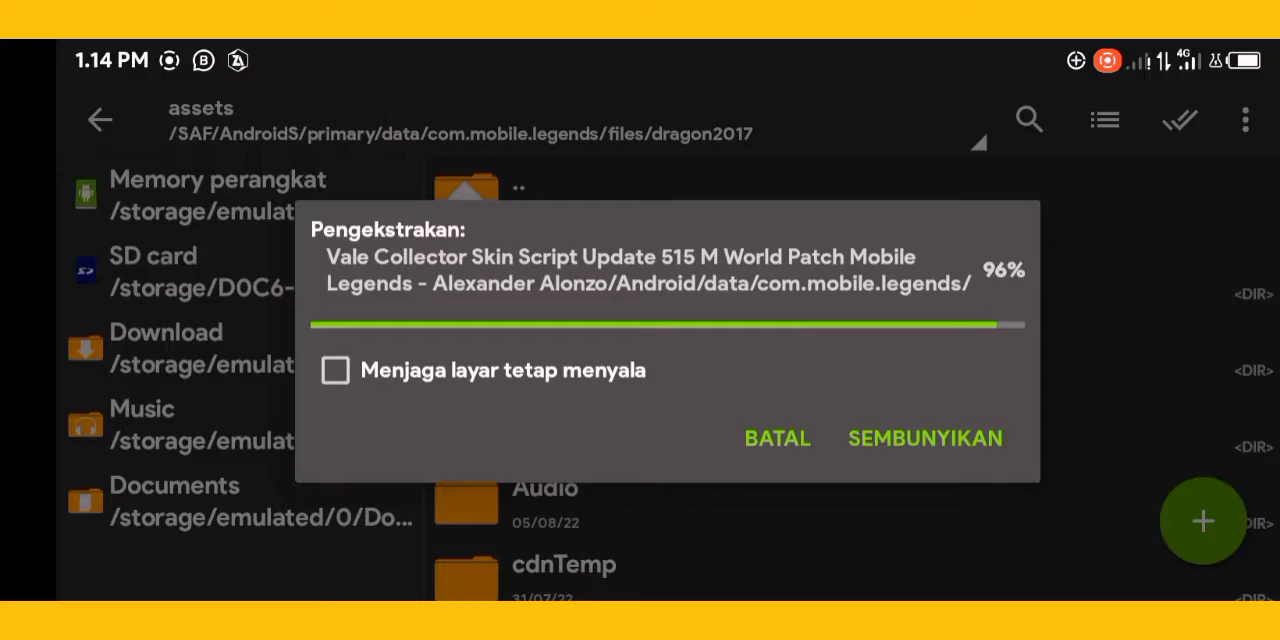 1.14 PM
4G
assets
/SAF/AndroidS/primary/data/com.mobile.legends/files/dragon2017
Memory perangkat
/storage/emulat
SD card
/storage/D0C6-
Download
/storage/emulat
Music
/storage/emulat
Documents
/storage/emulated/0/Do...
..
Pengekstrakan:
Vale Collector Skin Script Update 515 M World Patch Mobile
Legends - Alexander Alonzo/Android/data/com.mobile.legends/
96%
Menjaga layar tetap menyala
BATAL
SEMBUNYIKAN
<DIR>
<DIR>
<DIR>
Audio
05/08/22
DIR>
cdnTemp
31/07/22
<DIR>